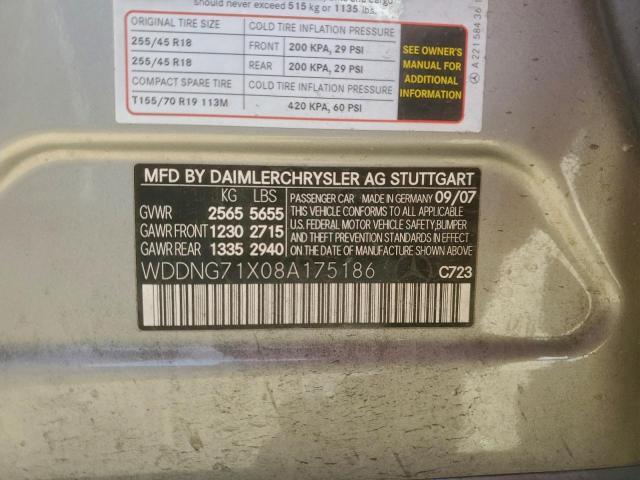 should never exceed 515 kg or 1135 lbs.
ORIGINAL TIRE SIZE COLD TIRE INFLATION PRESSURE
255/45 R18 FRONT 200 KPA, 29 PSI
255/45 R18 REAR 200 KPA, 29 PSI
COMPACT SPARE TIRE COLD TIRE INFLATION PRESSURE
T155/70 R19 113M 420 KPA, 60 PSI
SEE OWNER'S
MANUAL FOR
ADDITIONAL
INFORMATION
A 221 584 36 1
MFD BY DAIMLERCHRYSLER AG STUTTGART
KG LBS
GVWR 2565 5655
GAWR FRONT 1230 2715
GAWR REAR 1335 2940
PASSENGER CAR MADE IN GERMANY 09/07
THIS VEHICLE CONFORMS TO ALL APPLICABLE
U.S. FEDERAL MOTOR VEHICLE SAFETY,BUMPER
AND THEFT PREVENTION STANDARDS IN EFFECT
ON THE DATE OF MANUFACTURE SHOWN ABOVE.
WDDNG71X08A175186 C723